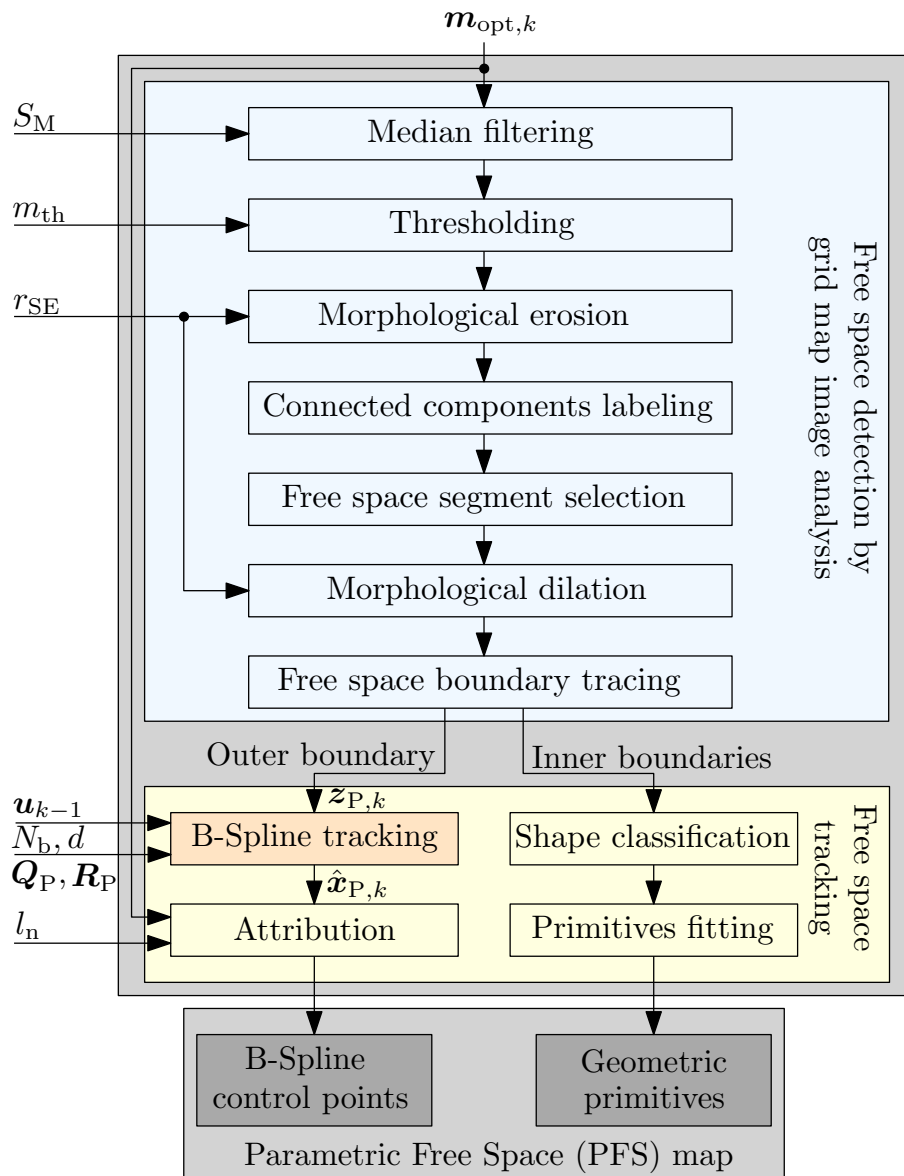 m_opt,k
S_M
Median filtering
m_th
Thresholding
r_SE
Morphological erosion
Connected components labeling
Free space segment selection
Morphological dilation
Free space boundary tracing
Free space detection by
grid map image analysis
Outer boundary
Inner boundaries
z_P,k
u_k−1
N_b, d
Q_P, R_P
B-Spline tracking
Shape classification
x̂_P,k
l_n
Attribution
Primitives fitting
Free space
tracking
B-Spline
control points
Geometric
primitives
Parametric Free Space (PFS) map